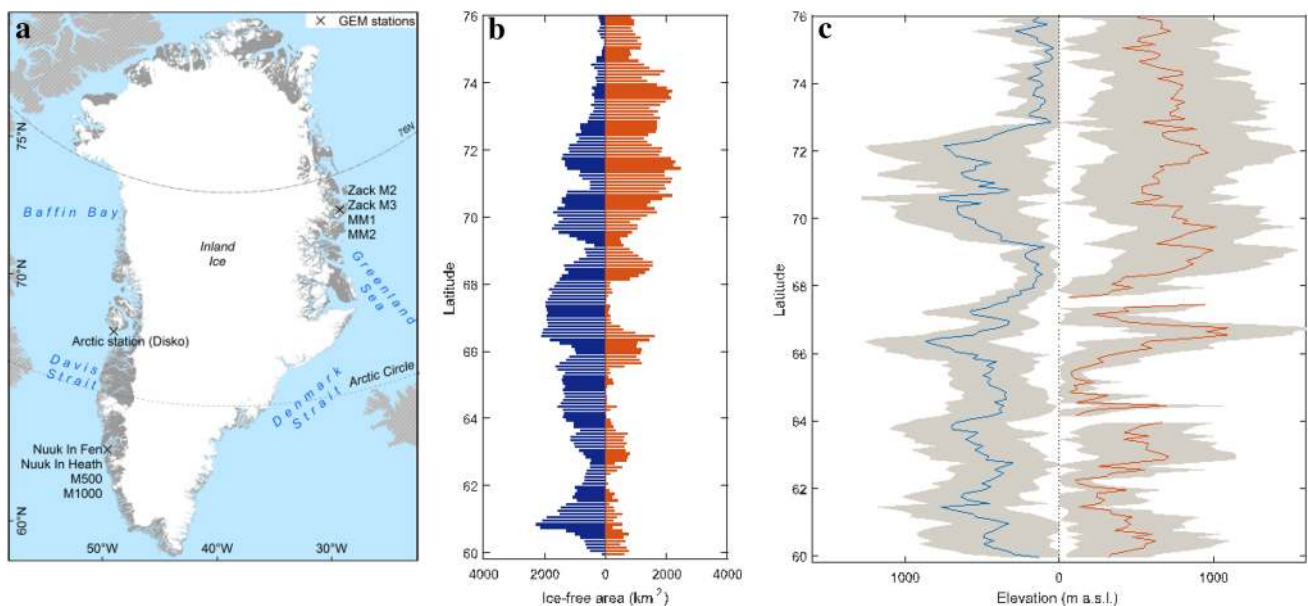 a
× GEM stations
75°N
76N
Zack M2
Zack M3
MM1
MM2
Baffin Bay
Inland
Ice
Greenland
Sea
70°N
Arctic station (Disko)
Davis
Strait
Arctic Circle
Denmark
Strait
Nuuk In Fen
Nuuk In Heath
M500
M1000
60°N
50°W
40°W
30°W
b
76
74
72
70
68
66
64
62
60
Latitude
4000 2000 0 2000 4000
Ice-free area (km²)
c
76
74
72
70
68
66
64
62
60
Latitude
1000 0 1000
Elevation (m a.s.l.)